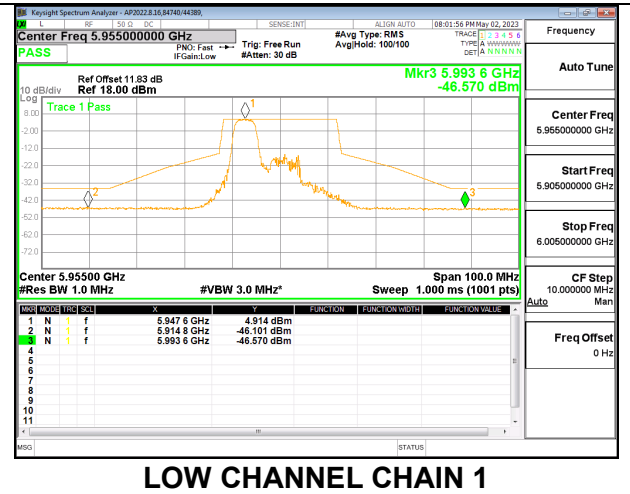 Keysight Spectrum Analyzer - AP2022.8.16,84740/44389,
L RF 50 Ω DC SENSE:INT ALIGN AUTO 08:01:56 PM May 02, 2023
Center Freq 5.955000000 GHz
#Avg Type: RMS
TRACE 1 2 3 4 5 6
PASS
PNO: Fast
Trig: Free Run
Avg|Hold: 100/100
TYPE A WWWWW
IFGain:Low
#Atten: 30 dB
DET A N N N N N
Ref Offset 11.83 dB
Mkr3 5.993 6 GHz
10 dB/div
Ref 18.00 dBm
-46.570 dBm
Log
Trace 1 Pass
1
8.00
-2.00
-12.0
-22.0
-32.0
2
3
-42.0
-52.0
-62.0
-72.0
Center 5.95500 GHz
Span 100.0 MHz
#Res BW 1.0 MHz
#VBW 3.0 MHz*
Sweep 1.000 ms (1001 pts)
MKR MODE TRC SCL X Y FUNCTION FUNCTION WIDTH FUNCTION VALUE
1 N 1 f 5.947 6 GHz 4.914 dBm
2 N 1 f 5.914 8 GHz -46.101 dBm
3 N 1 f 5.993 6 GHz -46.570 dBm
4
5
6
7
8
9
10
11
MSG
STATUS
Frequency
Auto Tune
Center Freq
5.955000000 GHz
Start Freq
5.905000000 GHz
Stop Freq
6.005000000 GHz
CF Step
10.000000 MHz
Auto Man
Freq Offset
0 Hz
LOW CHANNEL CHAIN 1